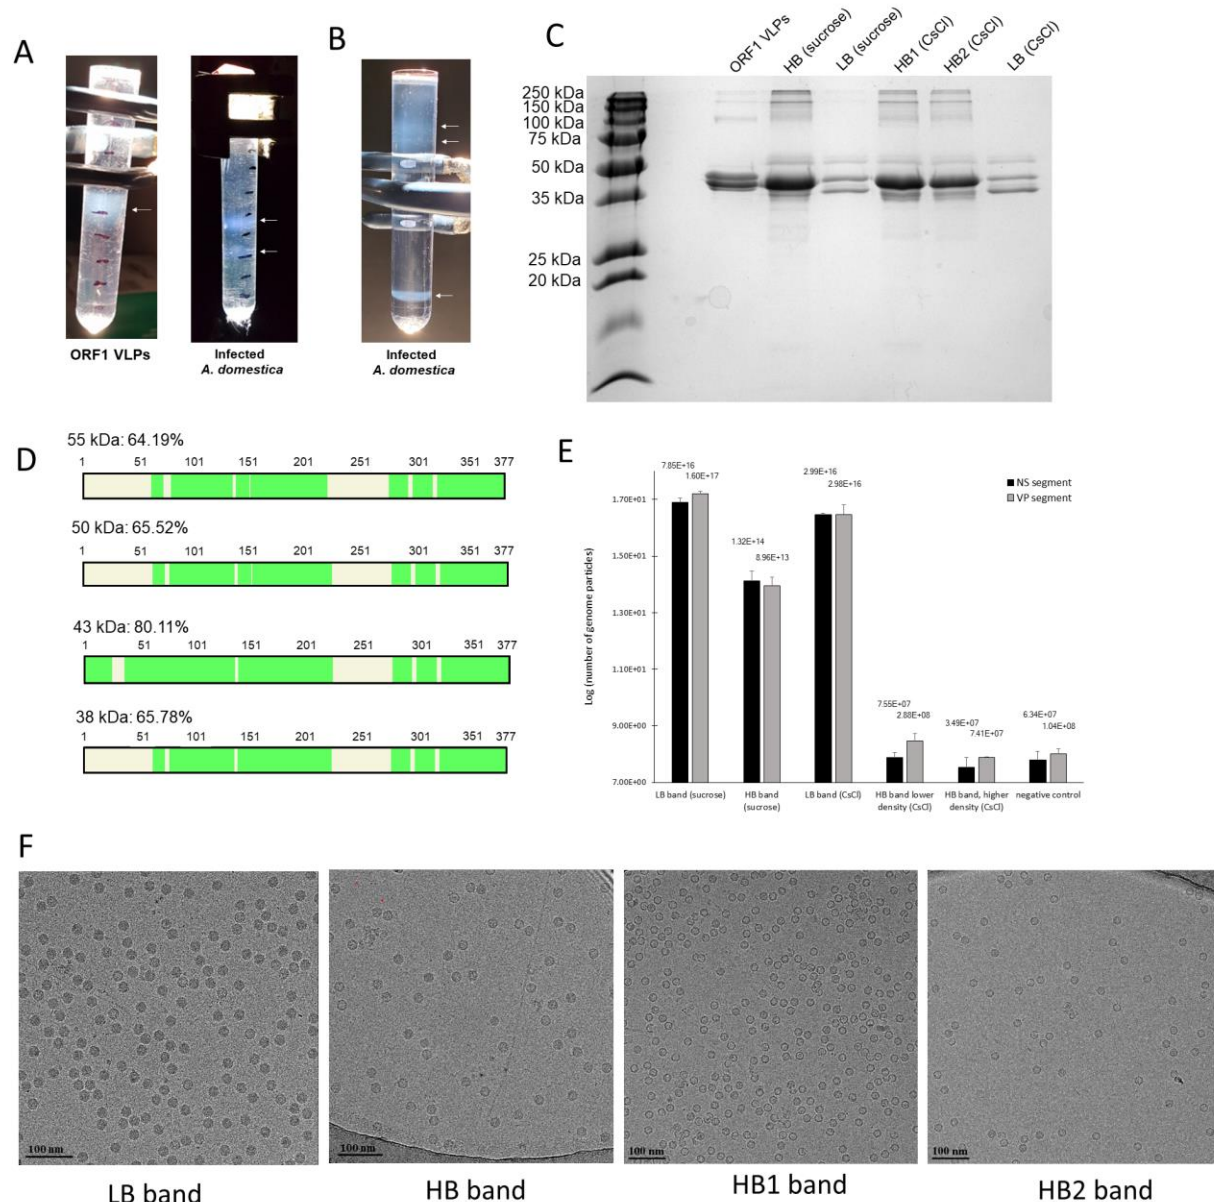 A
ORF1 VLPs
Infected
A. domestica
B
Infected
A. domestica
C
ORF1 VLPs
HB (sucrose)
LB (sucrose)
HB1 (CsCl)
HB2 (CsCl)
LB (CsCl)
250 kDa
150 kDa
100 kDa
75 kDa
50 kDa
35 kDa
25 kDa
20 kDa
D
55 kDa: 64.19%
1 51 101 151 201 251 301 351 377
50 kDa: 65.52%
1 51 101 151 201 251 301 351 377
43 kDa: 80.11%
1 51 101 151 201 251 301 351 377
38 kDa: 65.78%
1 51 101 151 201 251 301 351 377
E
Log (number of genome particles)
1.70E+01
1.50E+01
1.30E+01
1.10E+01
9.00E+00
7.00E+00
7.85E+16
1.60E+17
1.32E+14
8.96E+13
2.99E+16
2.98E+16
7.55E+07
2.88E+08
3.49E+07
7.41E+07
6.34E+07
1.04E+08
NS segment
VP segment
LB band (sucrose)
HB band
(sucrose)
LB band (CsCl)
HB band lower
density (CsCl)
HB band, higher
density (CsCl)
negative control
F
100 nm
LB band
100 nm
HB band
100 nm
HB1 band
100 nm
HB2 band